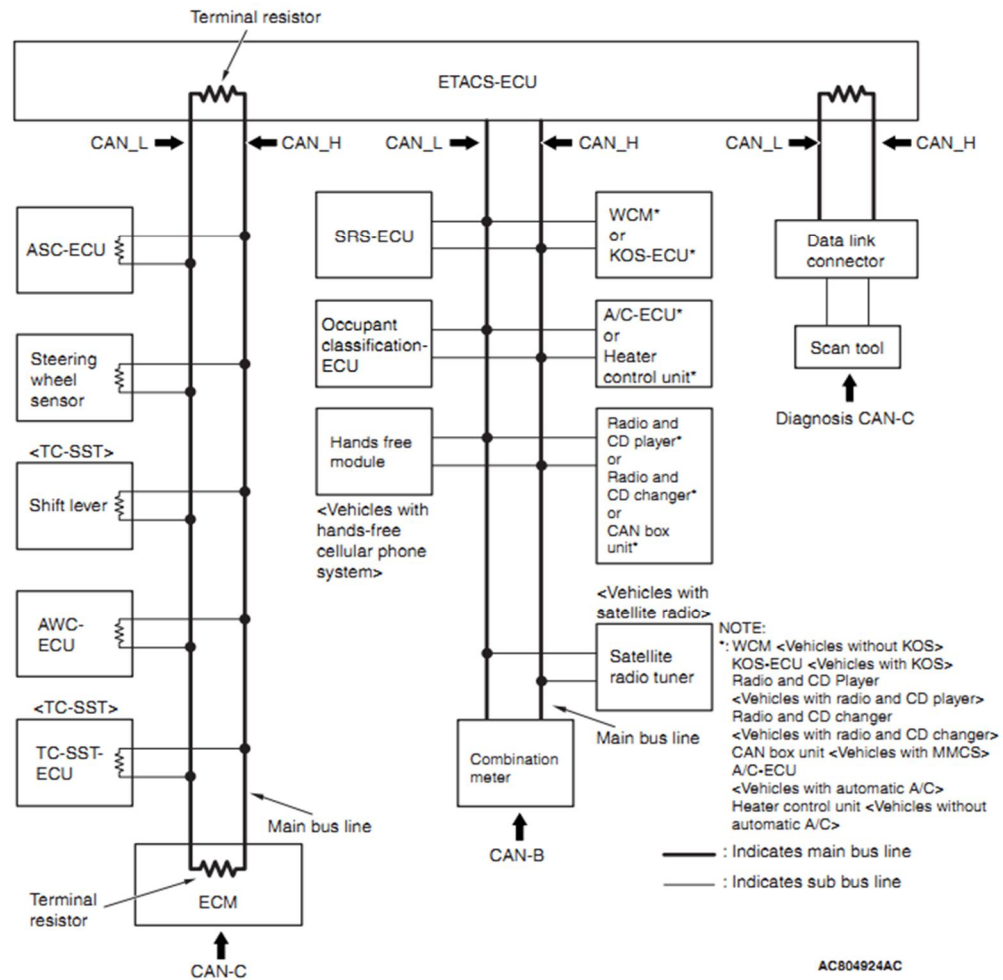 Terminal resistor
ETACS-ECU
CAN_L
CAN_H
CAN_L
CAN_H
CAN_L
CAN_H
ASC-ECU
Steering
wheel
sensor
<TC-SST>
Shift lever
AWC-
ECU
<TC-SST>
TC-SST-
ECU
Main bus line
Terminal
resistor
ECM
CAN-C
SRS-ECU
WCM*
or
KOS-ECU*
Occupant
classification-
ECU
A/C-ECU*
or
Heater
control unit*
Hands free
module
<Vehicles with
hands-free
cellular phone
system>
Radio and
CD player*
or
Radio and
CD changer*
or
CAN box
unit*
<Vehicles with
satellite radio>
Satellite
radio tuner
Main bus line
Combination
meter
CAN-B
Data link
connector
Scan tool
Diagnosis CAN-C
NOTE:
*: WCM <Vehicles without KOS>
KOS-ECU <Vehicles with KOS>
Radio and CD Player
<Vehicles with radio and CD player>
Radio and CD changer
<Vehicles with radio and CD changer>
CAN box unit <Vehicles with MMCS>
A/C-ECU
<Vehicles with automatic A/C>
Heater control unit <Vehicles without
automatic A/C>
: Indicates main bus line
: Indicates sub bus line
AC804924AC